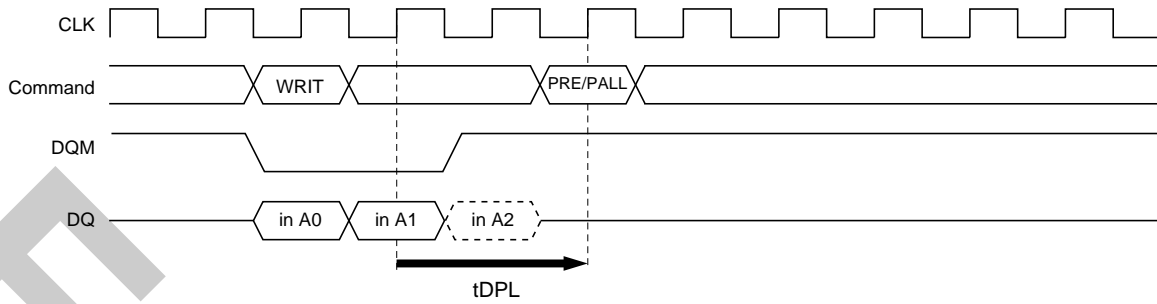 CLK
Command WRIT PRE/PALL
DQM
DQ in A0 in A1 in A2
tDPL